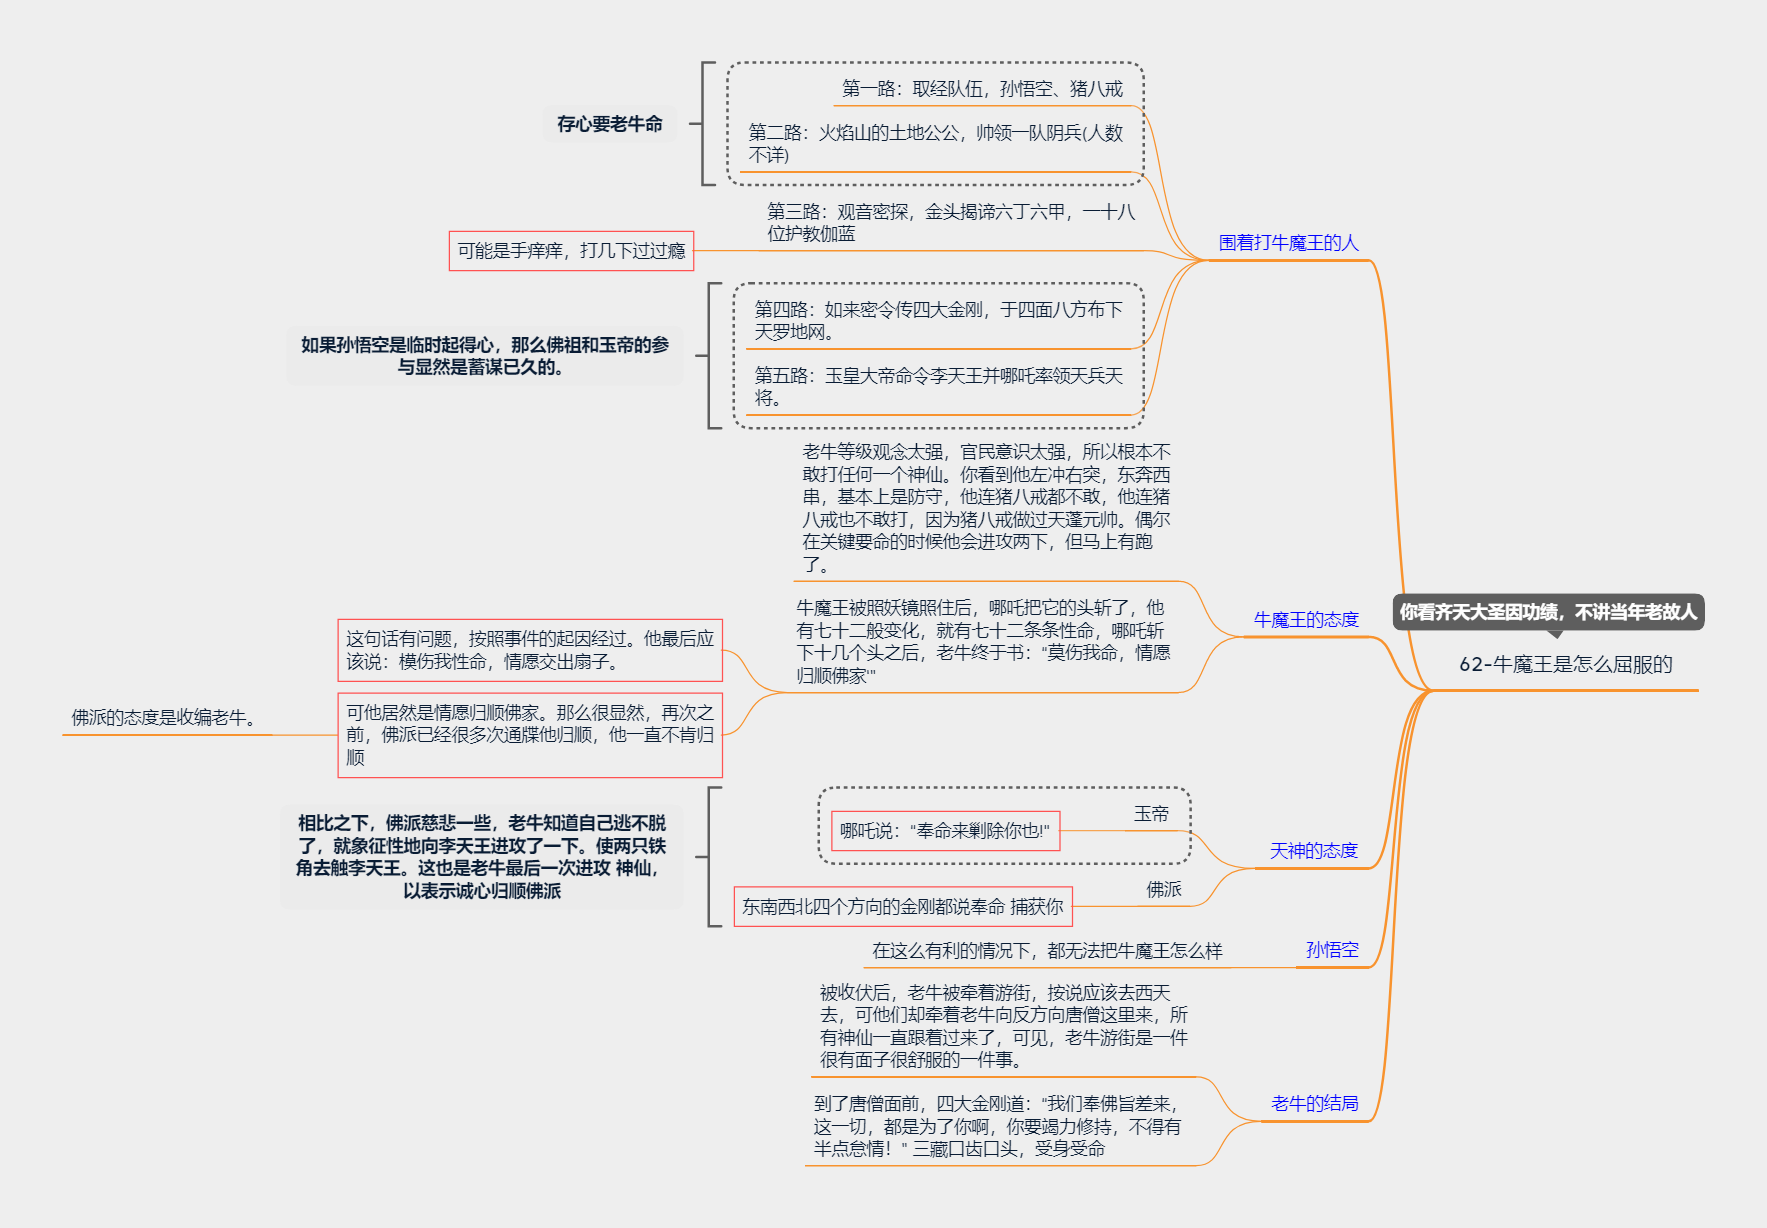 你看齐天大圣因功绩，不讲当年老故人
62-牛魔王是怎么屈服的
围着打牛魔王的人
第一路：取经队伍，孙悟空、猪八戒
第二路：火焰山的土地公公，帅领一队阴兵(人数
不详)
存心要老牛命
第三路：观音密探，金头揭谛六丁六甲，一十八
位护教伽蓝
可能是手痒痒，打几下过过瘾
第四路：如来密令传四大金刚，于四面八方布下
天罗地网。
第五路：玉皇大帝命令李天王并哪吒率领天兵天
将。
如果孙悟空是临时起得心，那么佛祖和玉帝的参
与显然是蓄谋已久的。
牛魔王的态度
老牛等级观念太强，官民意识太强，所以根本不
敢打任何一个神仙。你看到他左冲右突，东奔西
串，基本上是防守，他连猪八戒都不敢，他连猪
八戒也不敢打，因为猪八戒做过天蓬元帅。偶尔
在关键要命的时候他会进攻两下，但马上有跑
了。
牛魔王被照妖镜照住后，哪吒把它的头斩了，他
有七十二般变化，就有七十二条条性命，哪吒斩
下十几个头之后，老牛终于书："莫伤我命，情愿
归顺佛家'"
这句话有问题，按照事件的起因经过。他最后应
该说：模伤我性命，情愿交出扇子。
可他居然是情愿归顺佛家。那么很显然，再次之
前，佛派已经很多次通牒他归顺，他一直不肯归
顺
佛派的态度是收编老牛。
天神的态度
玉帝
哪吒说："奉命来剿除你也!"
佛派
东南西北四个方向的金刚都说奉命 捕获你
相比之下，佛派慈悲一些，老牛知道自己逃不脱
了，就象征性地向李天王进攻了一下。使两只铁
角去触李天王。这也是老牛最后一次进攻 神仙，
以表示诚心归顺佛派
孙悟空
在这么有利的情况下，都无法把牛魔王怎么样
老牛的结局
被收伏后，老牛被牵着游街，按说应该去西天
去，可他们却牵着老牛向反方向唐僧这里来，所
有神仙一直跟着过来了，可见，老牛游街是一件
很有面子很舒服的一件事。
到了唐僧面前，四大金刚道："我们奉佛旨差来，
这一切，都是为了你啊，你要竭力修持，不得有
半点怠情！" 三藏口齿口头，受身受命